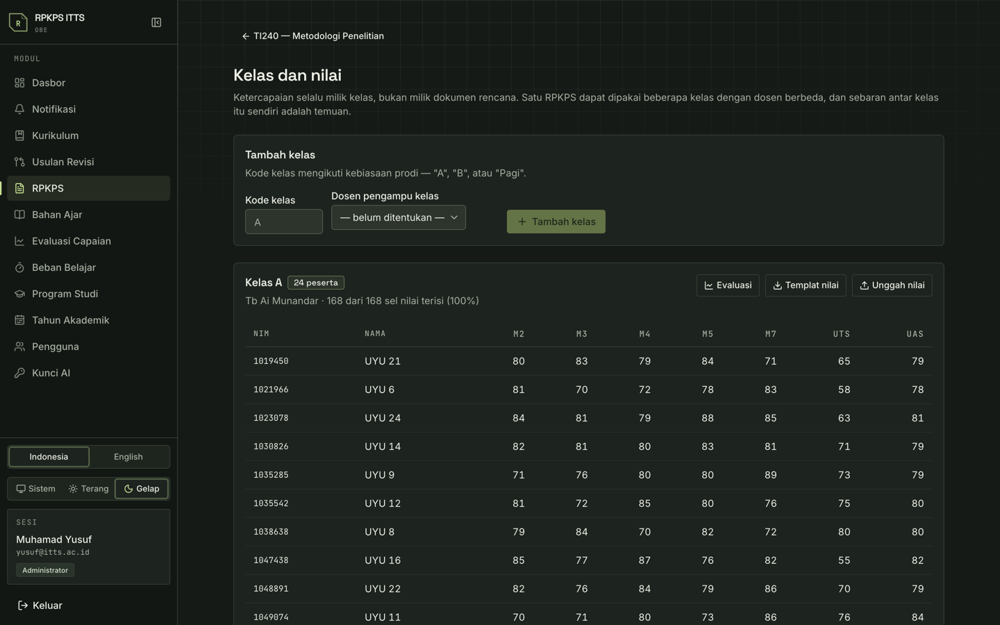 RPKPS ITTS
OBE
MODUL
Dasbor
Notifikasi
Kurikulum
Usulan Revisi
RPKPS
Bahan Ajar
Evaluasi Capaian
Beban Belajar
Program Studi
Tahun Akademik
Pengguna
Kunci AI
Indonesia English
Sistem Terang Gelap
SESI
Muhamad Yusuf
yusuf@itts.ac.id
Administrator
Keluar
← TI240 — Metodologi Penelitian
Kelas dan nilai
Ketercapaian selalu milik kelas, bukan milik dokumen rencana. Satu RPKPS dapat dipakai beberapa kelas dengan dosen berbeda, dan sebaran antar kelas
itu sendiri adalah temuan.
Tambah kelas
Kode kelas mengikuti kebiasaan prodi — "A", "B", atau "Pagi".
Kode kelas Dosen pengampu kelas
A — belum ditentukan — + Tambah kelas
Kelas A 24 peserta Evaluasi Templat nilai Unggah nilai
Tb Ai Munandar · 168 dari 168 sel nilai terisi (100%)
NIM NAMA M2 M3 M4 M5 M7 UTS UAS
1019450 UYU 21 80 83 79 84 71 65 79
1021966 UYU 6 81 70 72 78 83 58 78
1023078 UYU 24 84 81 79 88 85 63 81
1030826 UYU 14 82 81 80 83 81 71 79
1035285 UYU 9 71 76 80 80 89 73 79
1035542 UYU 12 81 72 85 80 76 75 80
1038638 UYU 8 79 84 70 82 72 80 80
1047438 UYU 16 85 77 87 76 82 55 82
1048891 UYU 22 82 76 84 79 86 70 79
1049074 UYU 11 70 71 80 73 86 76 84